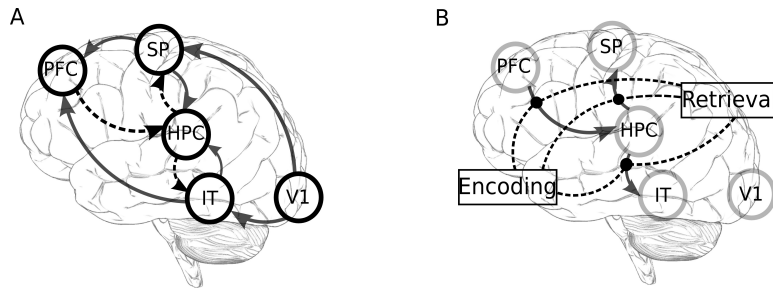 A
SP
PFC
HPC
IT
V1
B
SP
PFC
Retrieva
HPC
Encoding
IT
V1